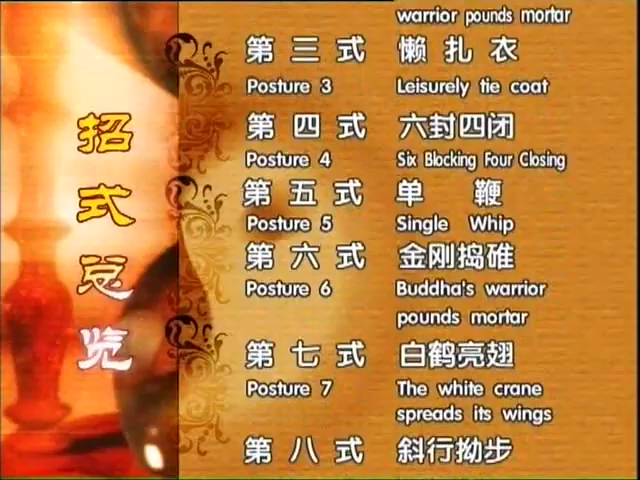 招式总览
warrior pounds mortar
第三式 懒扎衣
Posture 3 Leisurely tie coat
第四式 六封四闭
Posture 4 Six Blocking Four Closing
第五式 单鞭
Posture 5 Single Whip
第六式 金刚捣碓
Posture 6 Buddha's warrior
pounds mortar
第七式 白鹤亮翅
Posture 7 The white crane
spreads its wings
第八式 斜行拗步